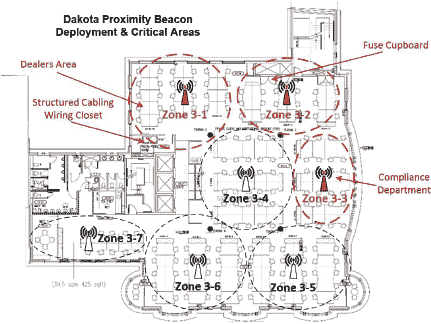 Dakota Proximity Beacon
Deployment & Critical Areas
Fuse Cupboard
Dealers Area
Structured Cabling
Wiring Closet
Zone 3-1
Zone 3-2
Zone 3-4
Zone 3-3
Compliance
Department
Zone 3-7
Zone 3-6
Zone 3-5